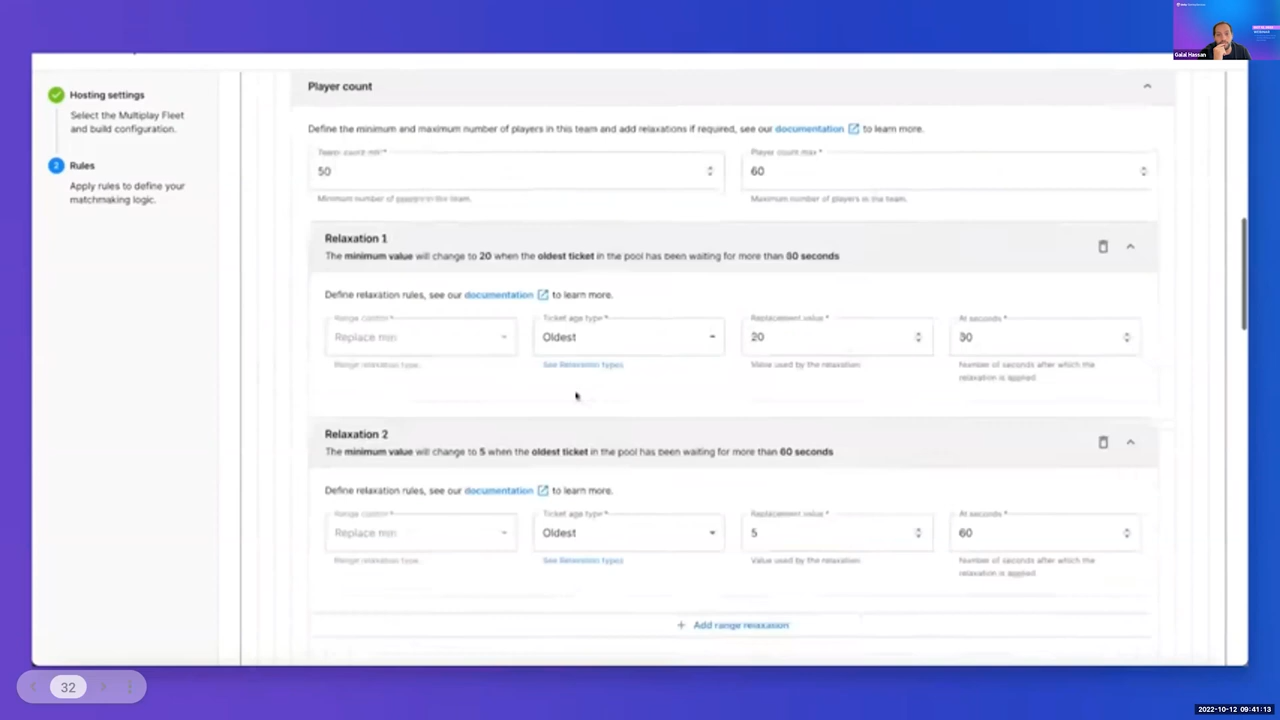 Galal Hassan
Hosting settings
Select the Multiplay Fleet
and build configuration.
2
Rules
Apply rules to define your
matchmaking logic.
Player count
Define the minimum and maximum number of players in this team and add relaxations if required, see our documentation to learn more.
50
Player count max *
60
Minimum number of players in the team.
Maximum number of players in the team.
Relaxation 1
The minimum value will change to 20 when the oldest ticket in the pool has been waiting for more than 30 seconds
Define relaxation rules, see our documentation to learn more.
Range control *
Ticket age type *
Replacement value *
At seconds *
Replace min
Oldest
20
30
Range relaxation type.
See Relaxation types
Value used by the relaxation.
Number of seconds after which the
relaxation is applied
Relaxation 2
The minimum value will change to 5 when the oldest ticket in the pool has been waiting for more than 60 seconds
Define relaxation rules, see our documentation to learn more.
Range control *
Ticket age type *
Replacement value *
At seconds *
Replace min
Oldest
5
60
Range relaxation type.
See Relaxation types
Value used by the relaxation.
Number of seconds after which the
relaxation is applied
+ Add range relaxation
32
2022-10-12 09:41:13